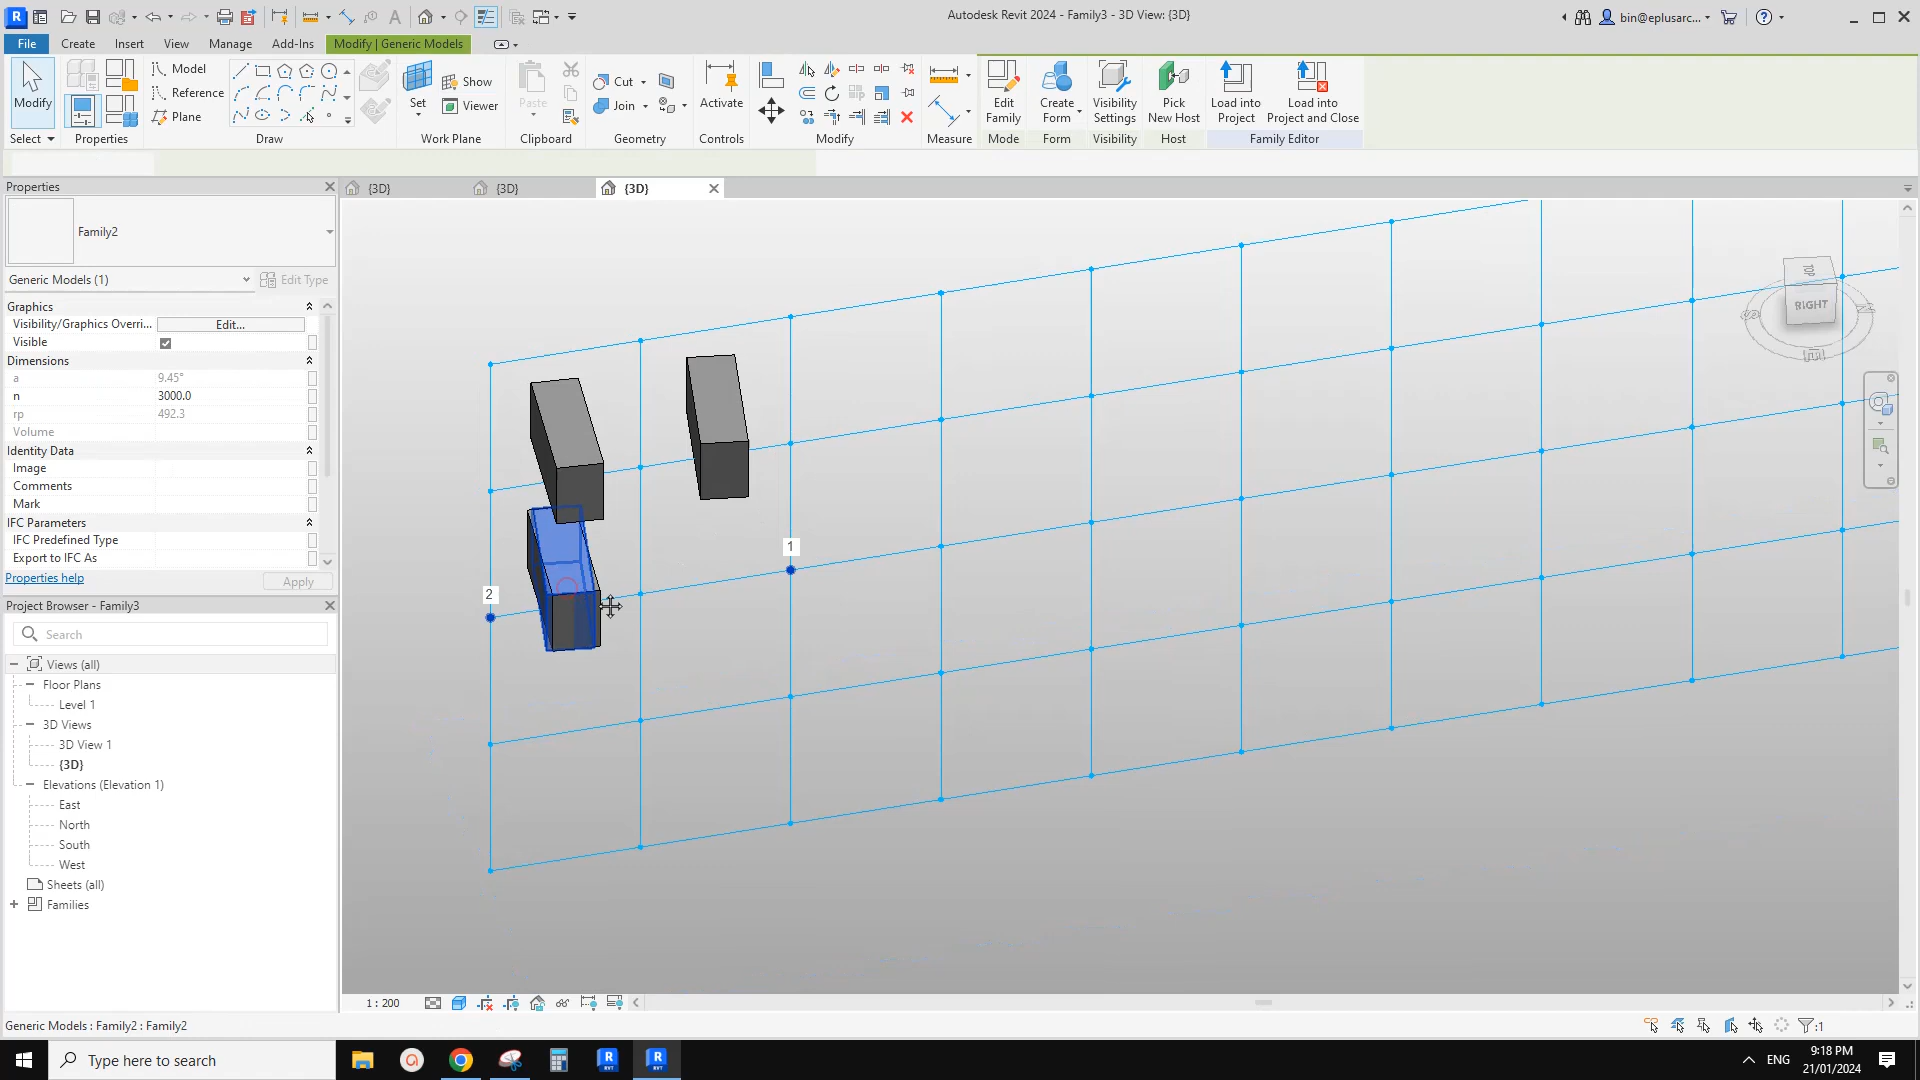 Autodesk Revit 2024 - Family3 - 3D View: {3D}
bin@eplusarc...
File
Create
Insert
View
Manage
Add-Ins
Modify | Generic Models
Modify
Model
Reference
Plane
Set
Show
Viewer
Paste
Cut
Join
Activate
Edit Family
Create Form
Visibility Settings
Pick New Host
Load into Project
Load into Project and Close
Select
Properties
Draw
Work Plane
Clipboard
Geometry
Controls
Modify
Measure
Mode
Form
Visibility
Host
Family Editor
Properties
{3D}
{3D}
{3D}
Family2
Generic Models (1)
Edit Type
Graphics
Visibility/Graphics Overri...
Edit...
Visible
Dimensions
a
9.45°
n
3000.0
rp
492.3
Volume
Identity Data
Image
Comments
Mark
IFC Parameters
IFC Predefined Type
Export to IFC As
Properties help
Apply
Project Browser - Family3
Search
Views (all)
Floor Plans
Level 1
3D Views
3D View 1
{3D}
Elevations (Elevation 1)
East
North
South
West
Sheets (all)
Families
1
2
TOP
RIGHT
S
N
E
1 : 200
Generic Models : Family2 : Family2
:1
Type here to search
ENG
9:18 PM
21/01/2024